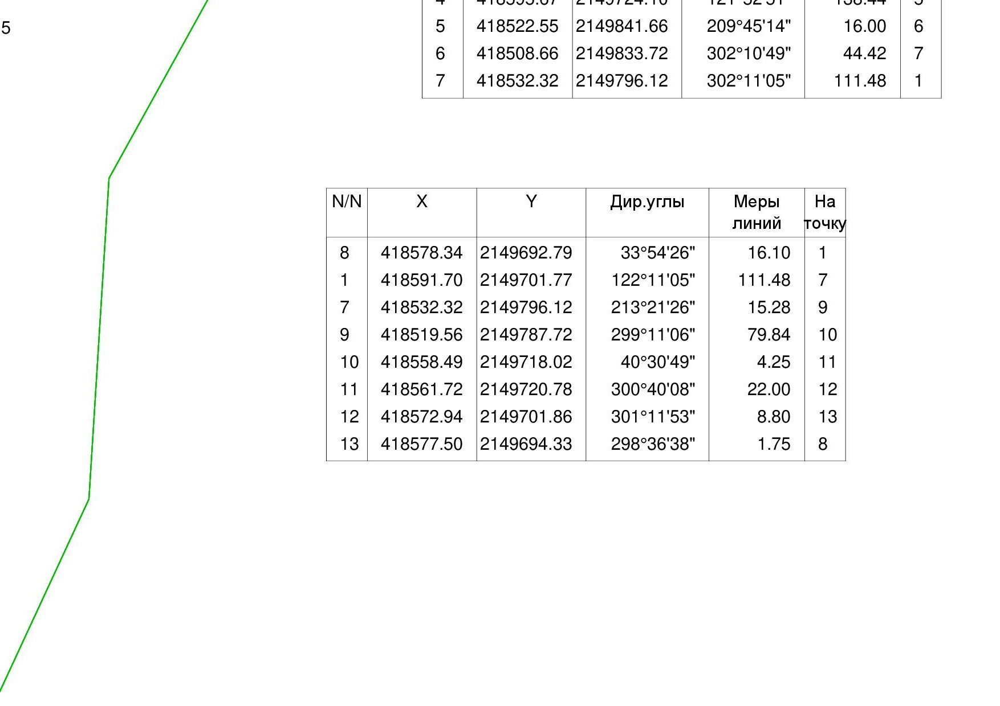 5
5 418522.55 2149841.66 209°45'14" 16.00 6
6 418508.66 2149833.72 302°10'49" 44.42 7
7 418532.32 2149796.12 302°11'05" 111.48 1
N/N X Y Дир.углы Меры На
линий точку
8 418578.34 2149692.79 33°54'26" 16.10 1
1 418591.70 2149701.77 122°11'05" 111.48 7
7 418532.32 2149796.12 213°21'26" 15.28 9
9 418519.56 2149787.72 299°11'06" 79.84 10
10 418558.49 2149718.02 40°30'49" 4.25 11
11 418561.72 2149720.78 300°40'08" 22.00 12
12 418572.94 2149701.86 301°11'53" 8.80 13
13 418577.50 2149694.33 298°36'38" 1.75 8